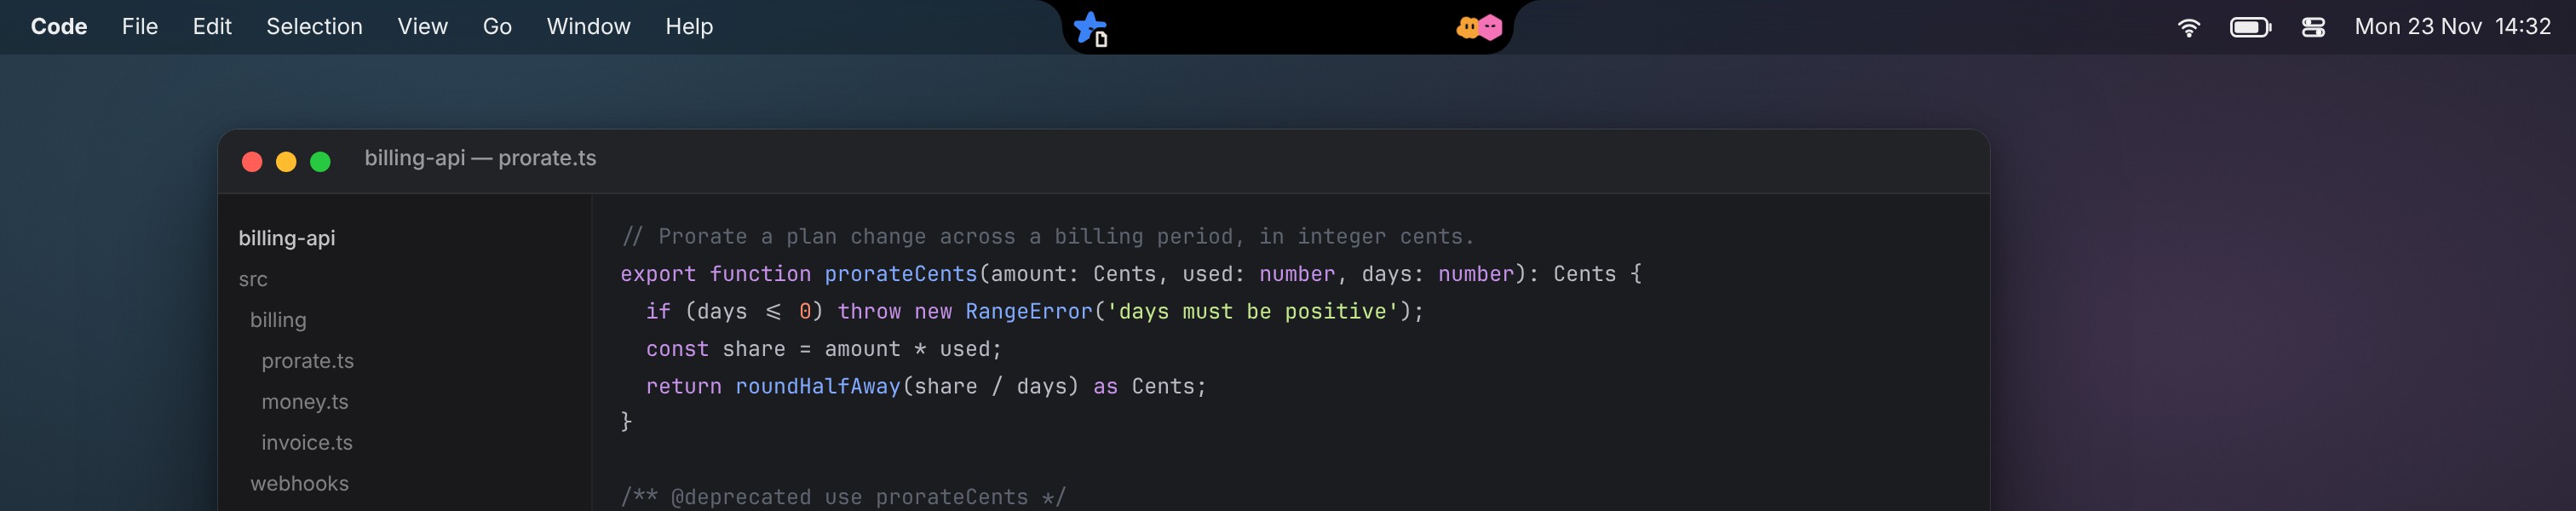 Code File Edit Selection View Go Window Help Mon 23 Nov 14:32
billing-api — prorate.ts
billing-api
src
billing
prorate.ts
money.ts
invoice.ts
webhooks
// Prorate a plan change across a billing period, in integer cents.
export function prorateCents(amount: Cents, used: number, days: number): Cents {
if (days <= 0) throw new RangeError('days must be positive');
const share = amount * used;
return roundHalfAway(share / days) as Cents;
}
/** @deprecated use prorateCents */